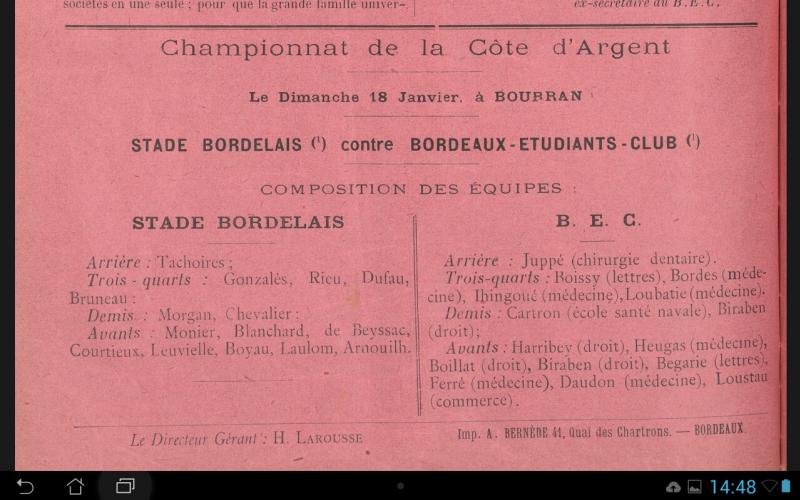 sociétés en une seule ; pour que la grande famille univer-
ex-secrétaire du B.E.C.
Championnat de la Côte d'Argent
Le Dimanche 18 Janvier, à BOURRAN
STADE BORDELAIS (¹) contre BORDEAUX-ETUDIANTS-CLUB (¹)
COMPOSITION DES ÉQUIPES :
STADE BORDELAIS
Arrière : Tachoires ;
Trois-quarts : Gonzalès, Rieu, Dufau,
Bruneau :
Demis : Morgan, Chevalier :
Avants : Monier, Blanchard, de Beyssac,
Courtieux, Leuvielle, Boyau, Laulom, Arnouilh.
B. E. C.
Arrière : Juppé (chirurgie dentaire).
Trois-quarts : Boissy (lettres), Bordes (méde-
cine), Ihingoué (médecine), Loubatie (médecine).
Demis : Cartron (école santé navale), Biraben
(droit);
Avants : Harribey (droit), Heugas (médecine),
Boillat (droit), Biraben (droit), Begarie (lettres),
Ferré (médecine), Daudon (médecine), Loustau
(commerce).
Le Directeur Gérant : H. LAROUSSE
Imp. A. BERNÈDE 41, Quai des Chartrons. — BORDEAUX.
14:48